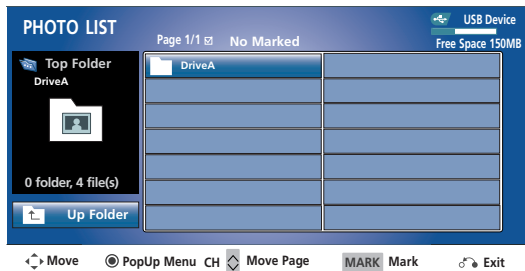 PHOTO LIST
Page 1/1 No Marked
USB Device
Free Space 150MB
Top Folder
DriveA
DriveA
0 folder, 4 file(s)
Up Folder
Move PopUp Menu CH Move Page MARK Mark Exit